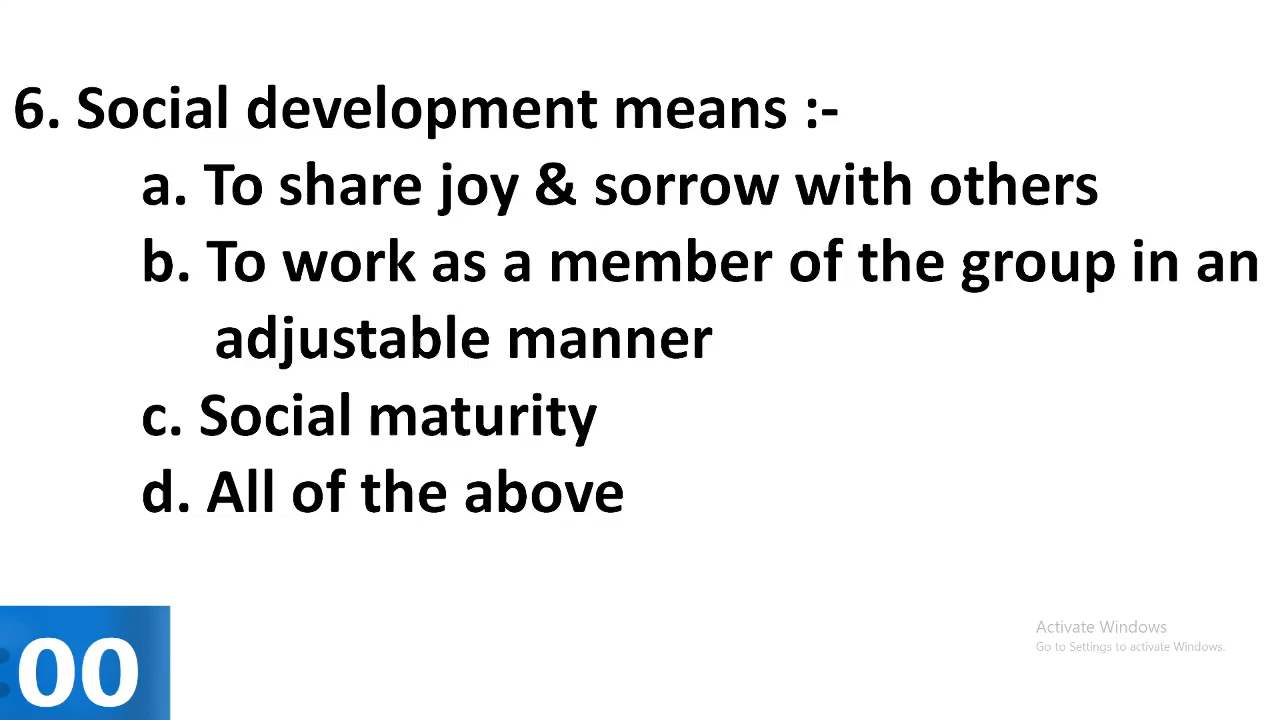 6. Social development means :-
a. To share joy & sorrow with others
b. To work as a member of the group in an
adjustable manner
c. Social maturity
d. All of the above
Activate Windows
Go to Settings to activate Windows.
:00